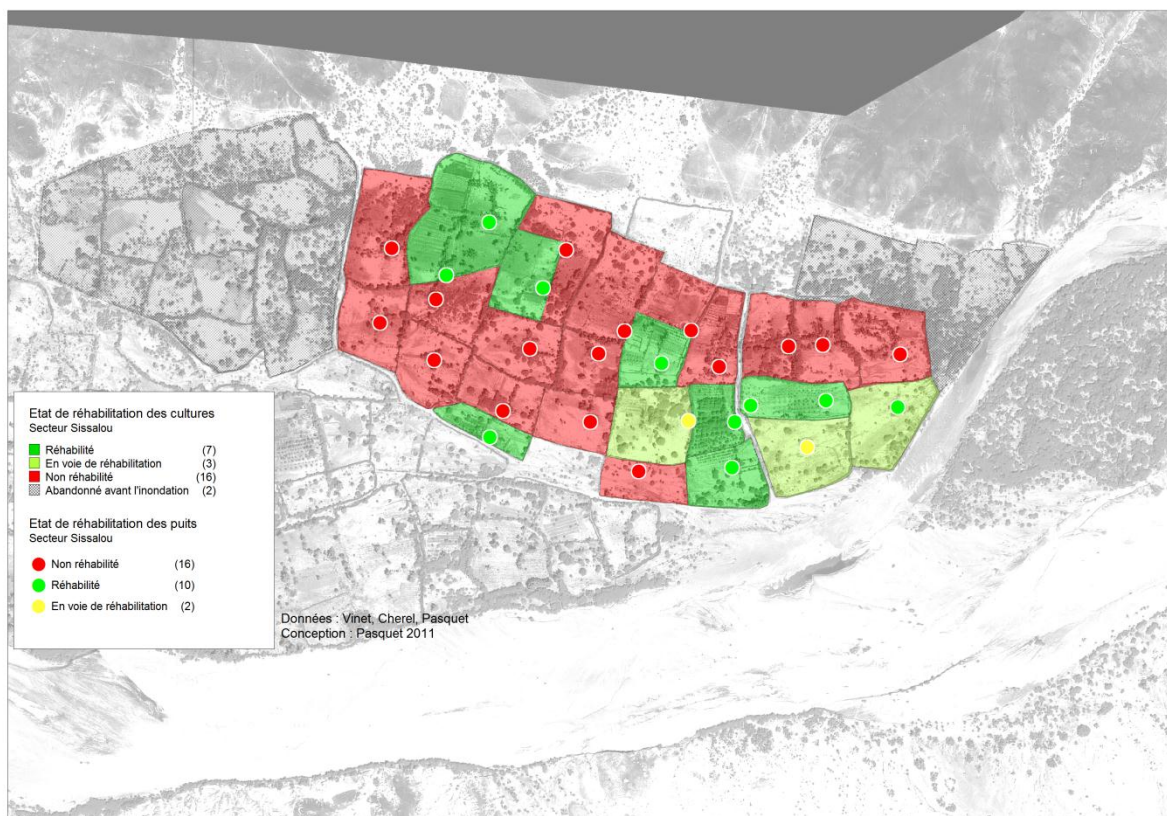 Etat de réhabilitation des cultures
Secteur Sissalou
Réhabilité (7)
En voie de réhabilitation (3)
Non réhabilité (16)
Abandonné avant l'inondation (2)
Etat de réhabilitation des puits
Secteur Sissalou
Non réhabilité (16)
Réhabilité (10)
En voie de réhabilitation (2)
Données : Vinet, Cherel, Pasquet
Conception : Pasquet 2011